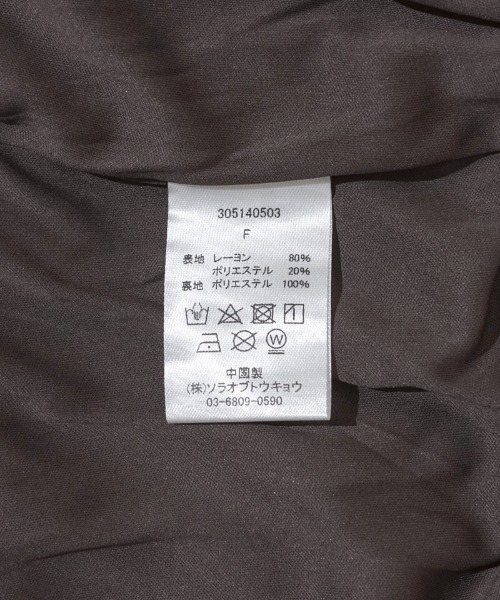 305140503
F
表地 レーヨン 80%
ポリエステル 20%
裏地 ポリエステル 100%
中国製
(株)ソラオブトウキョウ
03-6809-0590